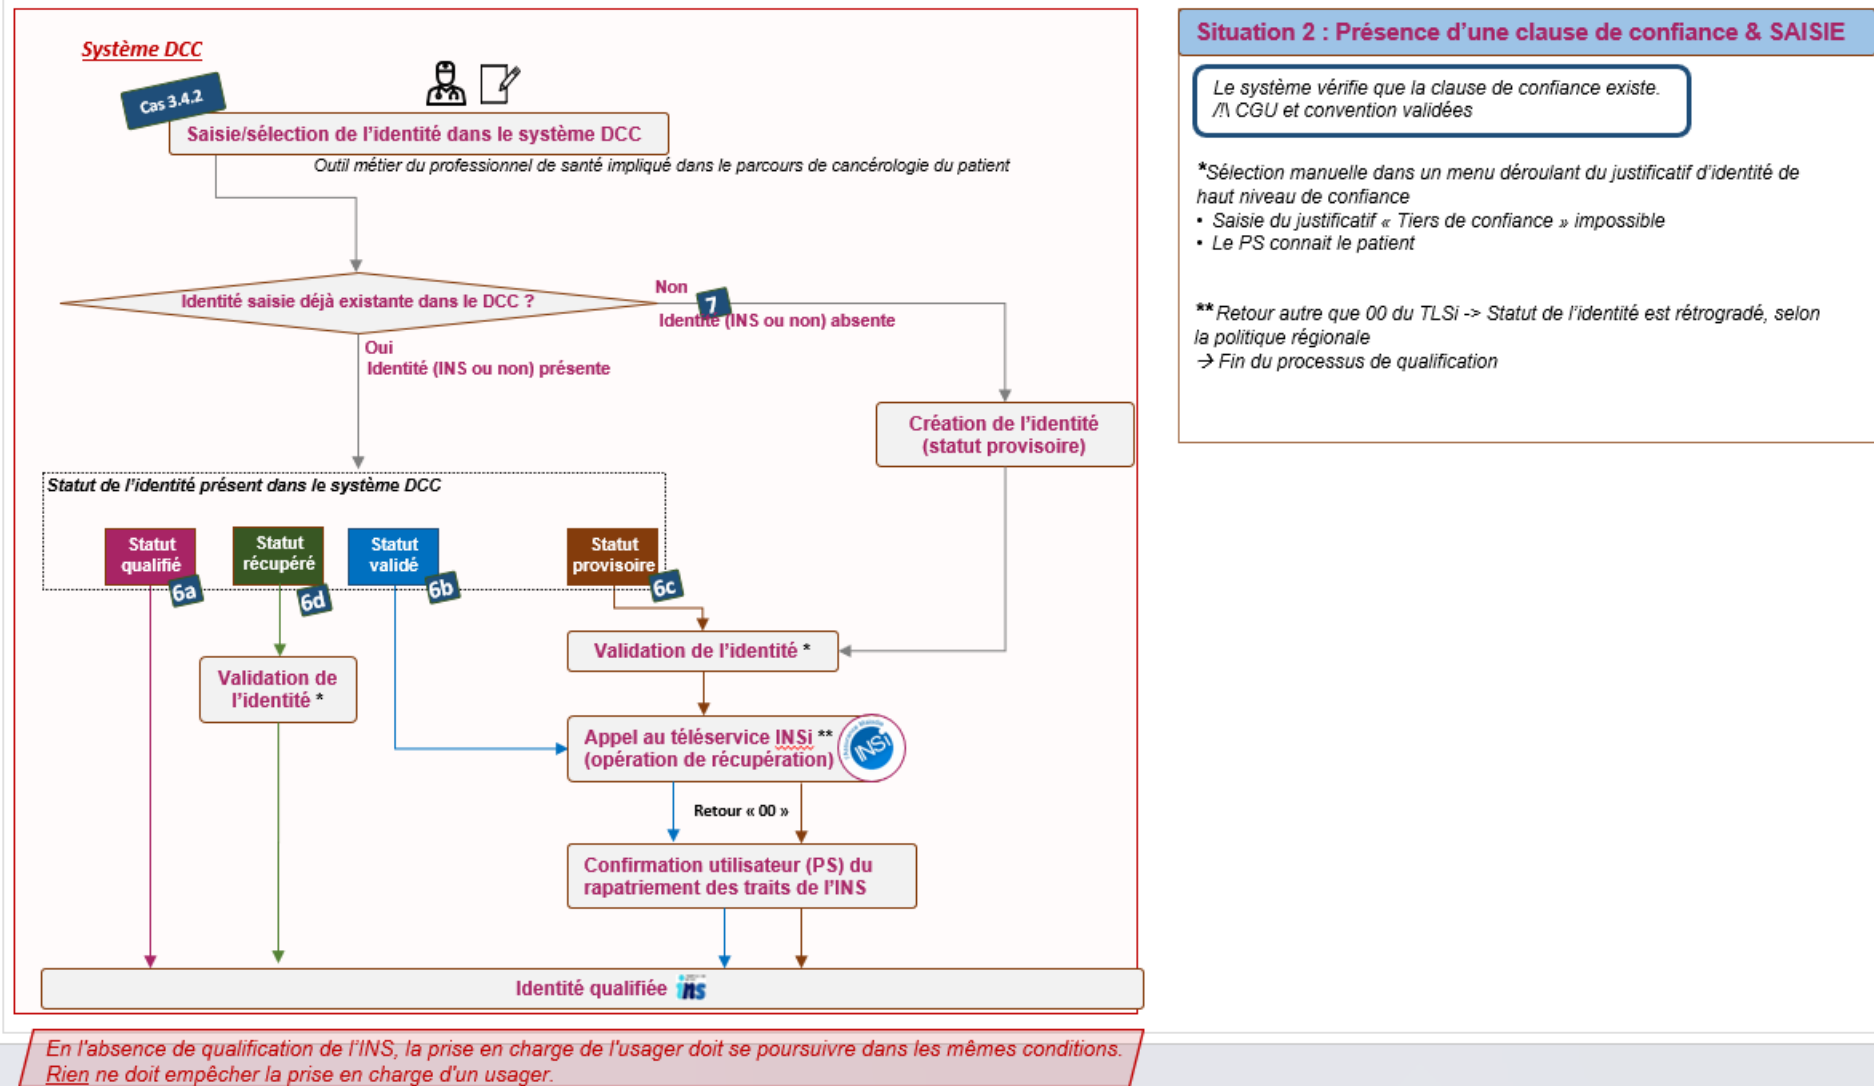 Système DCC
Cas 3.4.2
Saisie/sélection de l'identité dans le système DCC
Outil métier du professionnel de santé impliqué dans le parcours de cancérologie du patient
Identité saisie déjà existante dans le DCC ?
Non
7
Identité (INS ou non) absente
Oui
Identité (INS ou non) présente
Création de l'identité
(statut provisoire)
Statut de l'identité présent dans le système DCC
Statut
qualifié
6a
Statut
récupéré
6d
Statut
validé
6b
Statut
provisoire
6c
Validation de
l'identité *
Validation de l'identité *
Appel au téléservice INSi **
(opération de récupération)
INSi
Retour « 00 »
Confirmation utilisateur (PS) du
rapatriement des traits de l'INS
Identité qualifiée ins
En l'absence de qualification de l'INS, la prise en charge de l'usager doit se poursuivre dans les mêmes conditions.
Rien ne doit empêcher la prise en charge d'un usager.
Situation 2 : Présence d'une clause de confiance & SAISIE
Le système vérifie que la clause de confiance existe.
/!\ CGU et convention validées
*Sélection manuelle dans un menu déroulant du justificatif d'identité de
haut niveau de confiance
• Saisie du justificatif « Tiers de confiance » impossible
• Le PS connait le patient
** Retour autre que 00 du TLSi -> Statut de l'identité est rétrogradé, selon
la politique régionale
→ Fin du processus de qualification